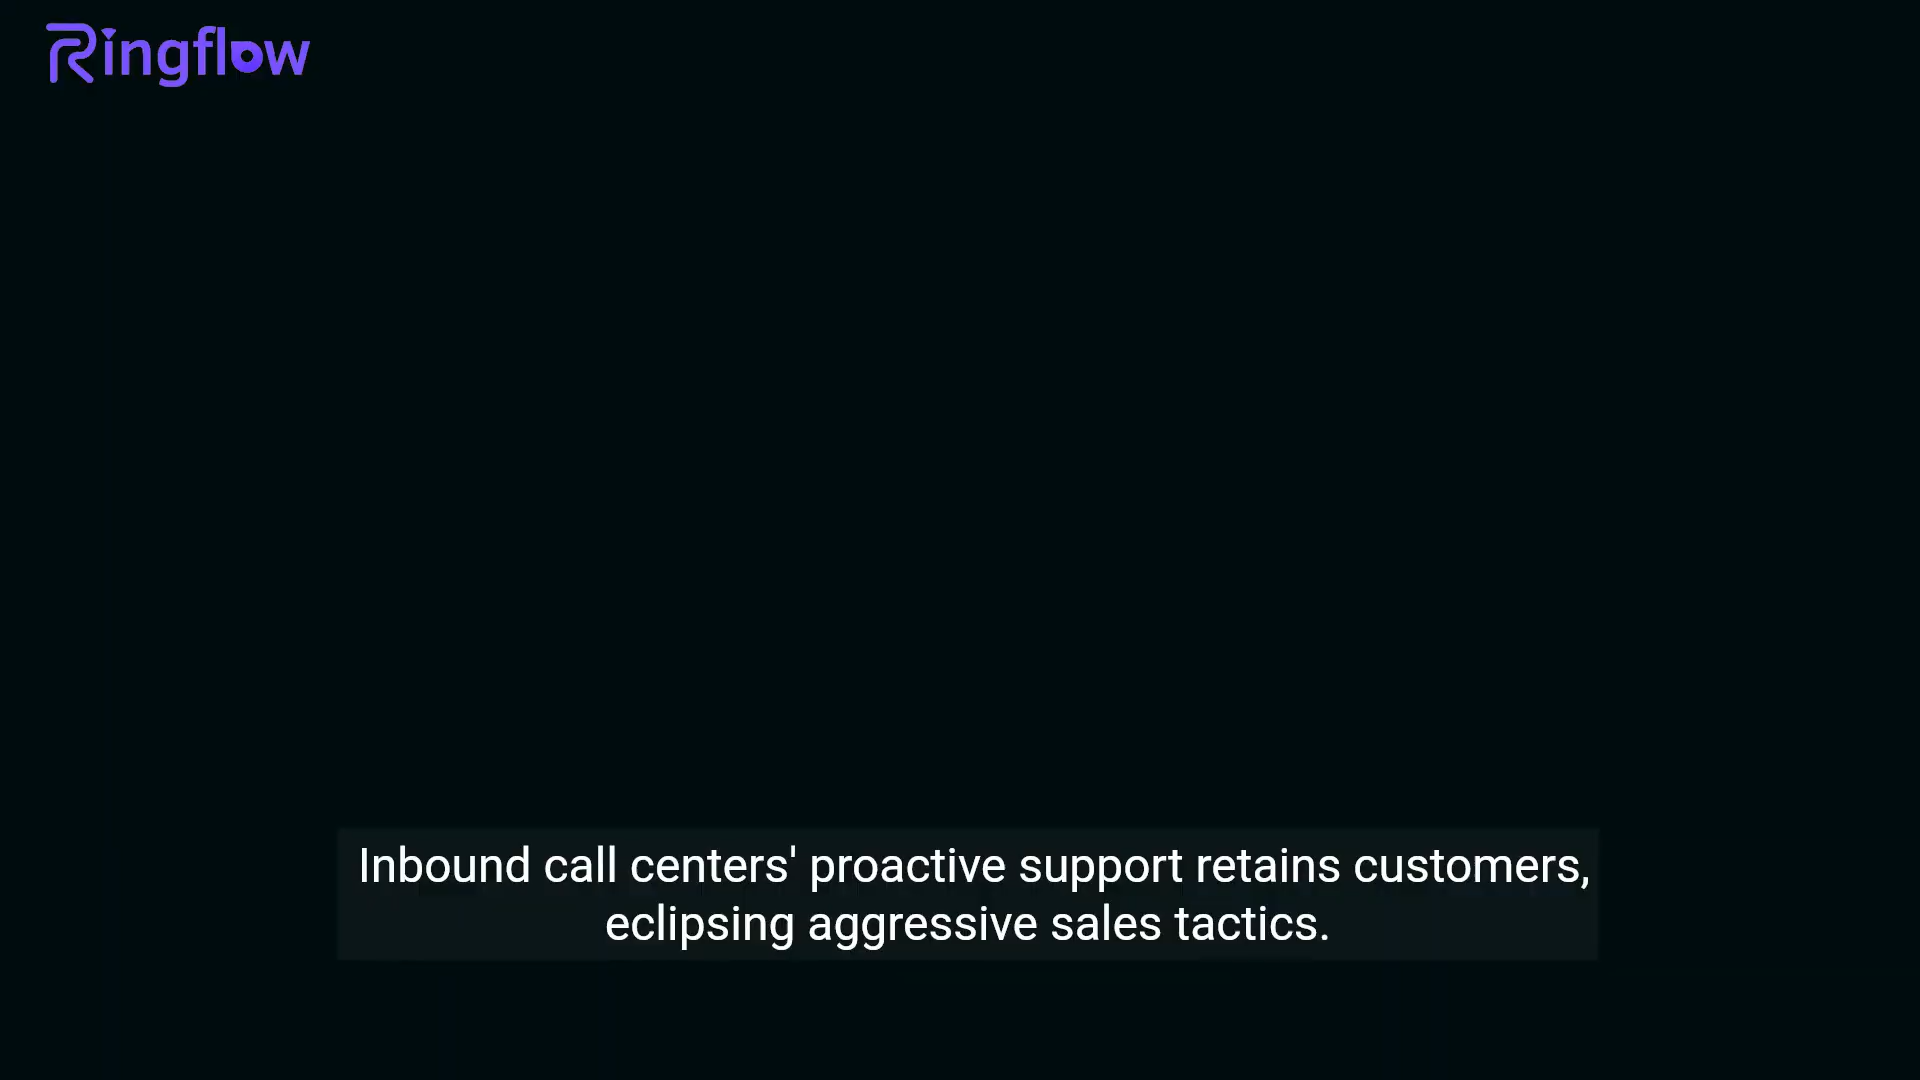 Ringflow
Inbound call centers' proactive support retains customers,
eclipsing aggressive sales tactics.